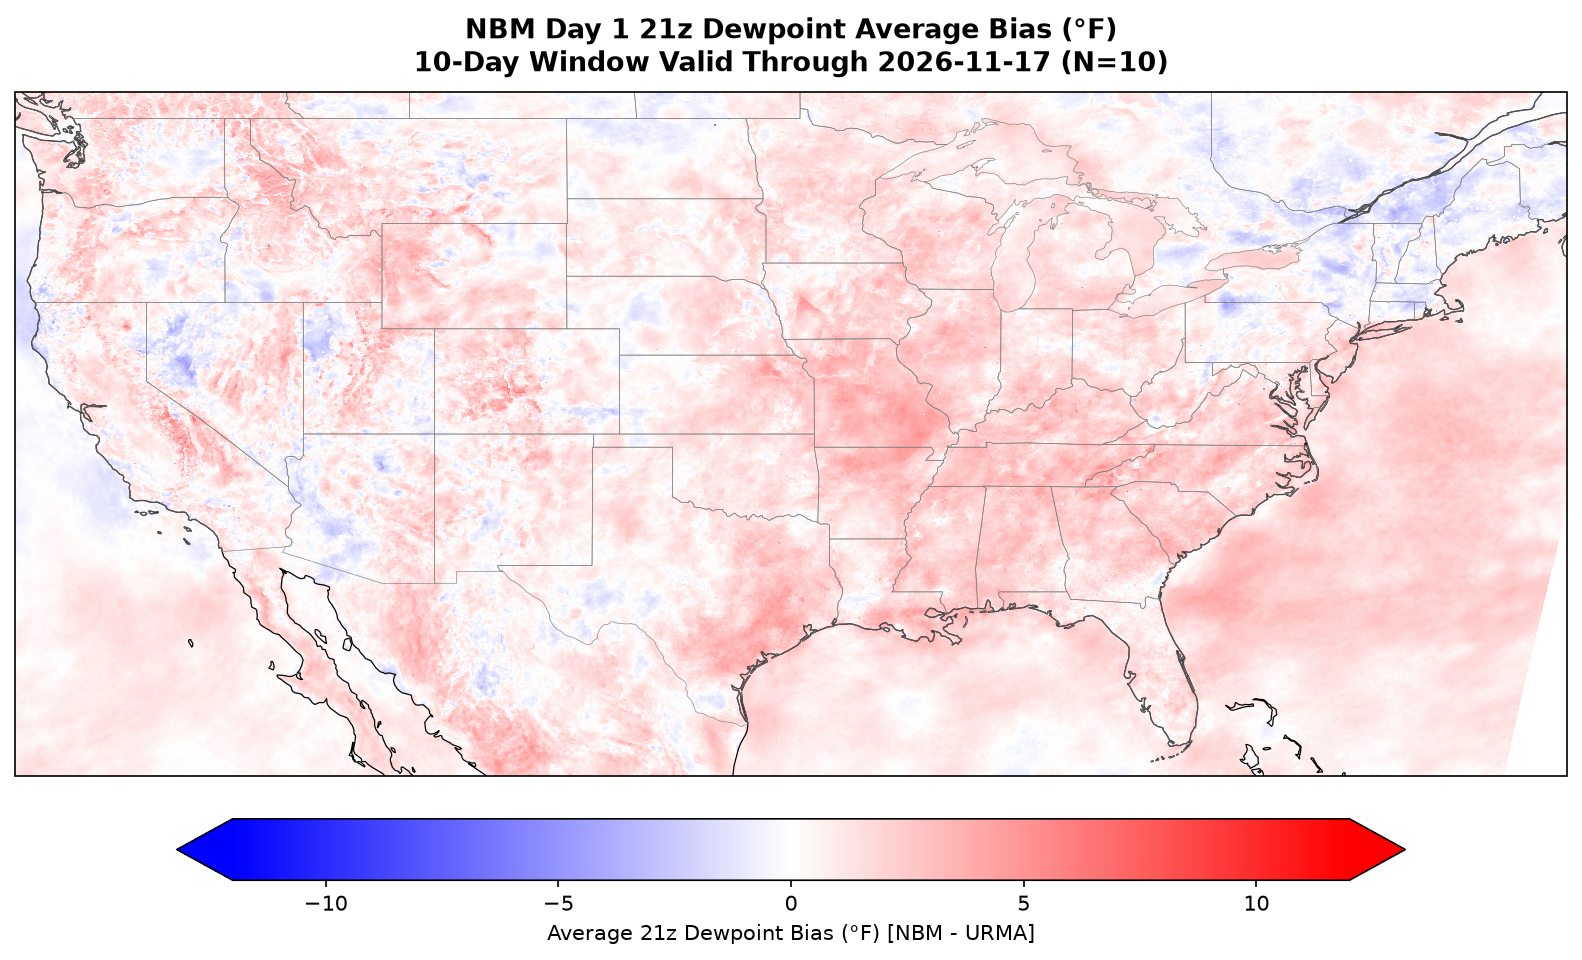 NBM Day 1 21z Dewpoint Average Bias (°F)
10-Day Window Valid Through 2026-11-17 (N=10)
−10 −5 0 5 10
Average 21z Dewpoint Bias (°F) [NBM - URMA]